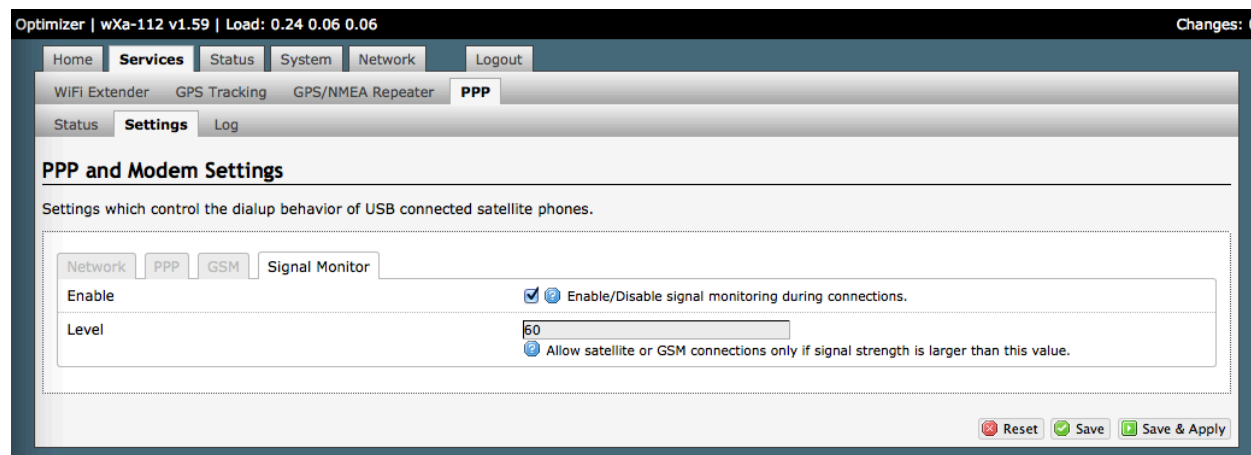 Optimizer | wXa-112 v1.59 | Load: 0.24 0.06 0.06 Changes:
Home Services Status System Network Logout
WiFi Extender GPS Tracking GPS/NMEA Repeater PPP
Status Settings Log
PPP and Modem Settings
Settings which control the dialup behavior of USB connected satellite phones.
Network PPP GSM Signal Monitor
Enable Enable/Disable signal monitoring during connections.
Level 60
Allow satellite or GSM connections only if signal strength is larger than this value.
Reset Save Save & Apply